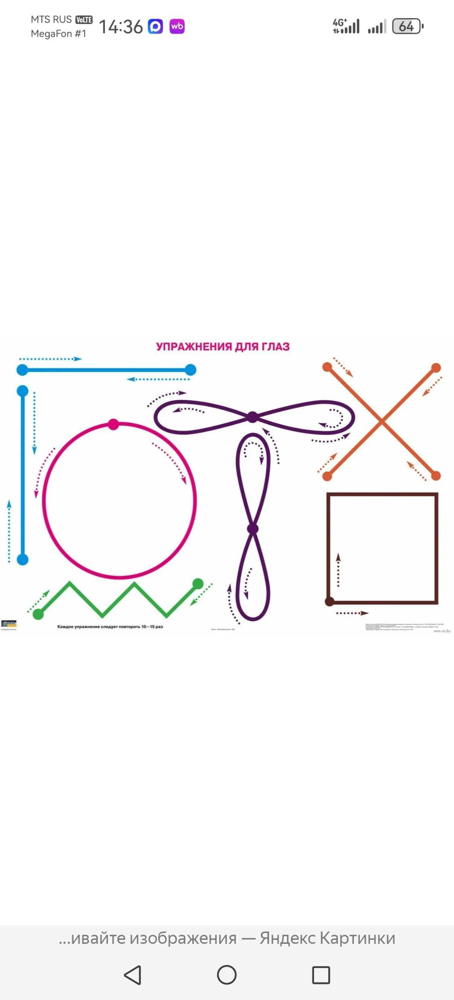 MTS RUS VoLTE
MegaFon #1
14:36
wb
4G+
64
УПРАЖНЕНИЯ ДЛЯ ГЛАЗ
Каждое упражнение следует повторить 10—15 раз
www.oz.by
...ивайте изображения — Яндекс Картинки